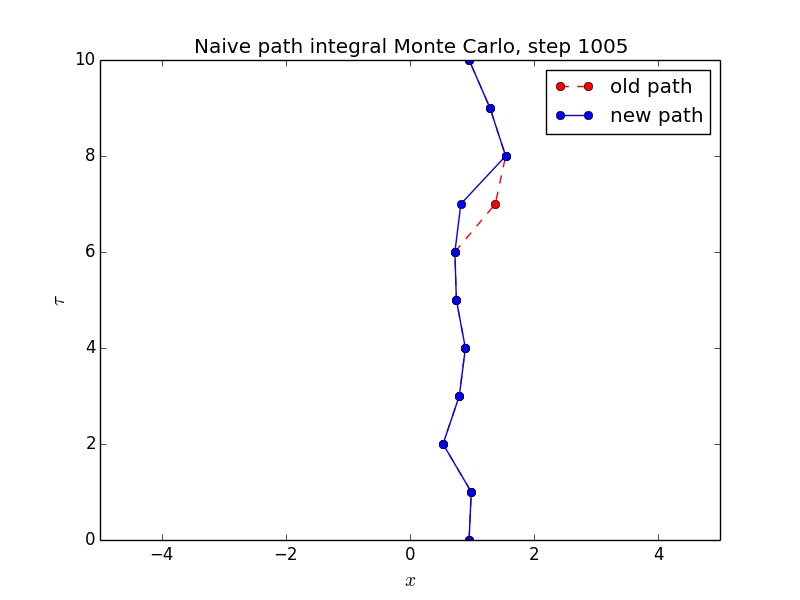 Naive path integral Monte Carlo, step 1005
old path
new path
10
8
6
4
2
0
τ
−4 −2 0 2 4
x